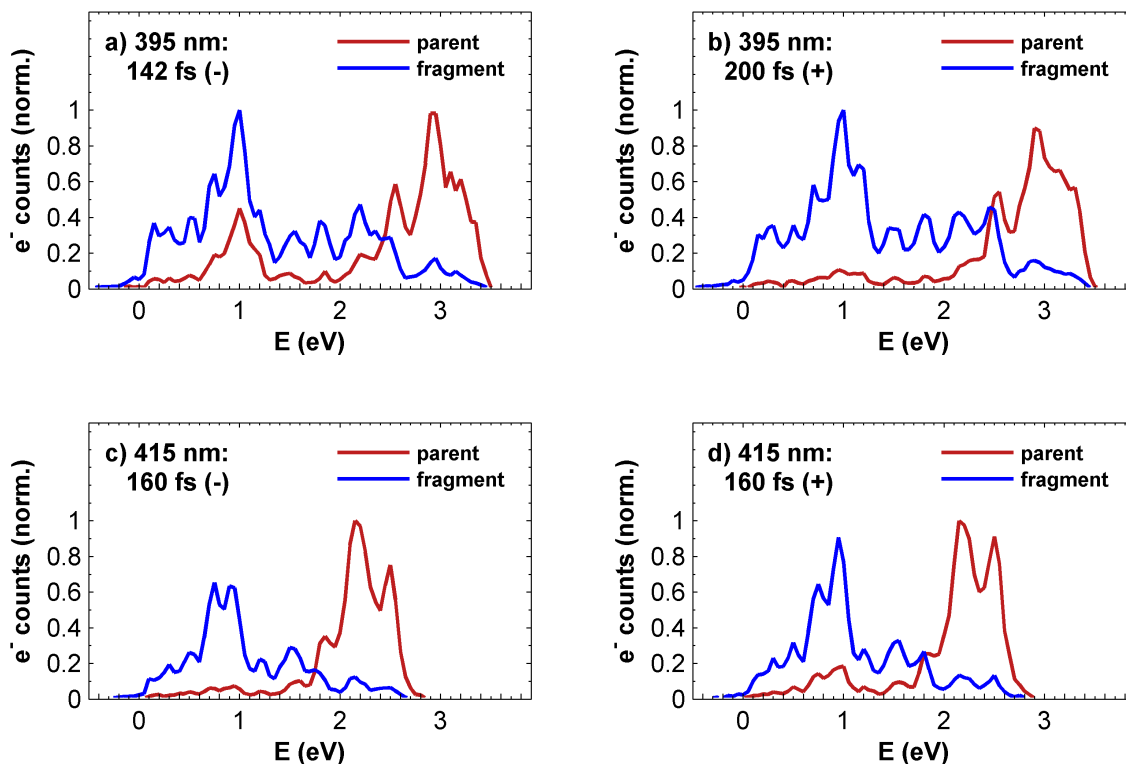 a) 395 nm:
142 fs (-)
parent
fragment
1
0.8
0.6
0.4
0.2
0
e⁻ counts (norm.)
0 1 2 3
E (eV)
b) 395 nm:
200 fs (+)
parent
fragment
1
0.8
0.6
0.4
0.2
0
e⁻ counts (norm.)
0 1 2 3
E (eV)
c) 415 nm:
160 fs (-)
parent
fragment
1
0.8
0.6
0.4
0.2
0
e⁻ counts (norm.)
0 1 2 3
E (eV)
d) 415 nm:
160 fs (+)
parent
fragment
1
0.8
0.6
0.4
0.2
0
e⁻ counts (norm.)
0 1 2 3
E (eV)